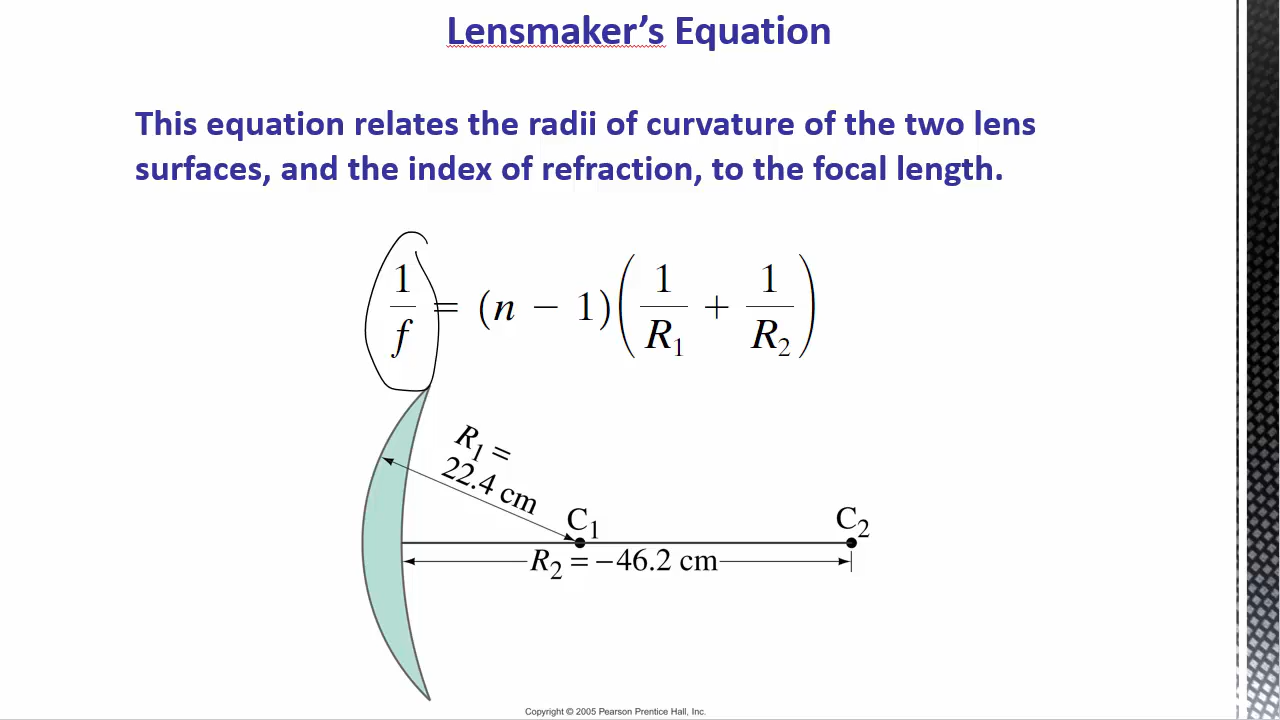 Lensmaker's Equation
This equation relates the radii of curvature of the two lens
surfaces, and the index of refraction, to the focal length.
1/f = (n − 1)(1/R₁ + 1/R₂)
R₁ =
22.4 cm
C₁
C₂
R₂ = −46.2 cm
Copyright © 2005 Pearson Prentice Hall, Inc.